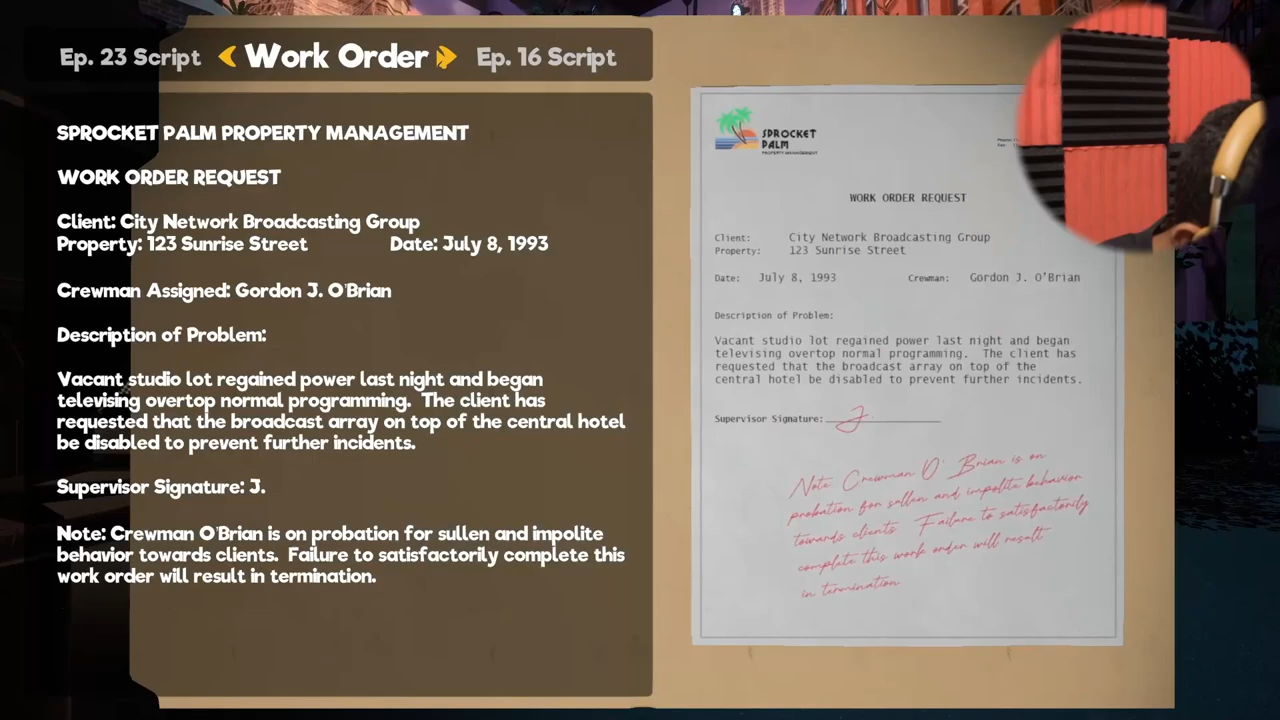 Ep. 23 Script < Work Order > Ep. 16 Script
SPROCKET PALM PROPERTY MANAGEMENT
WORK ORDER REQUEST
Client: City Network Broadcasting Group
Property: 123 Sunrise Street Date: July 8, 1993
Crewman Assigned: Gordon J. O'Brian
Description of Problem:
Vacant studio lot regained power last night and began
televising overtop normal programming. The client has
requested that the broadcast array on top of the central hotel
be disabled to prevent further incidents.
Supervisor Signature: J.
Note: Crewman O'Brian is on probation for sullen and impolite
behavior towards clients. Failure to satisfactorily complete this
work order will result in termination.
SPROCKET
PALM
PROPERTY MANAGEMENT
WORK ORDER REQUEST
Client: City Network Broadcasting Group
Property: 123 Sunrise Street
Date: July 8, 1993 Crewman: Gordon J. O'Brian
Description of Problem:
Vacant studio lot regained power last night and began
televising overtop normal programming. The client has
requested that the broadcast array on top of the
central hotel be disabled to prevent further incidents.
Supervisor Signature: J
Note: Crewman O'Brian is on
probation for sullen and impolite behavior
towards clients. Failure to satisfactorily
complete this work order will result
in termination